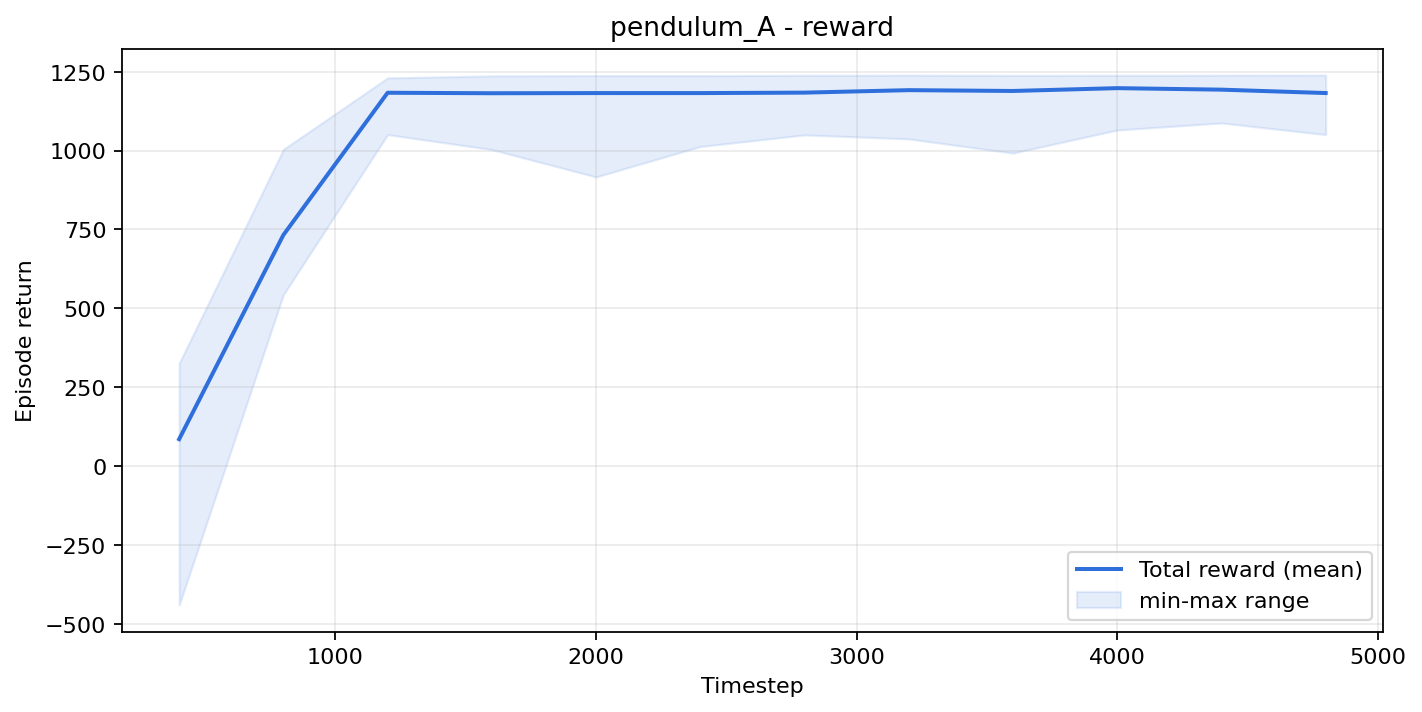 pendulum_A - reward
Episode return
1250
1000
750
500
250
0
−250
−500
Total reward (mean)
min-max range
1000
2000
3000
4000
5000
Timestep